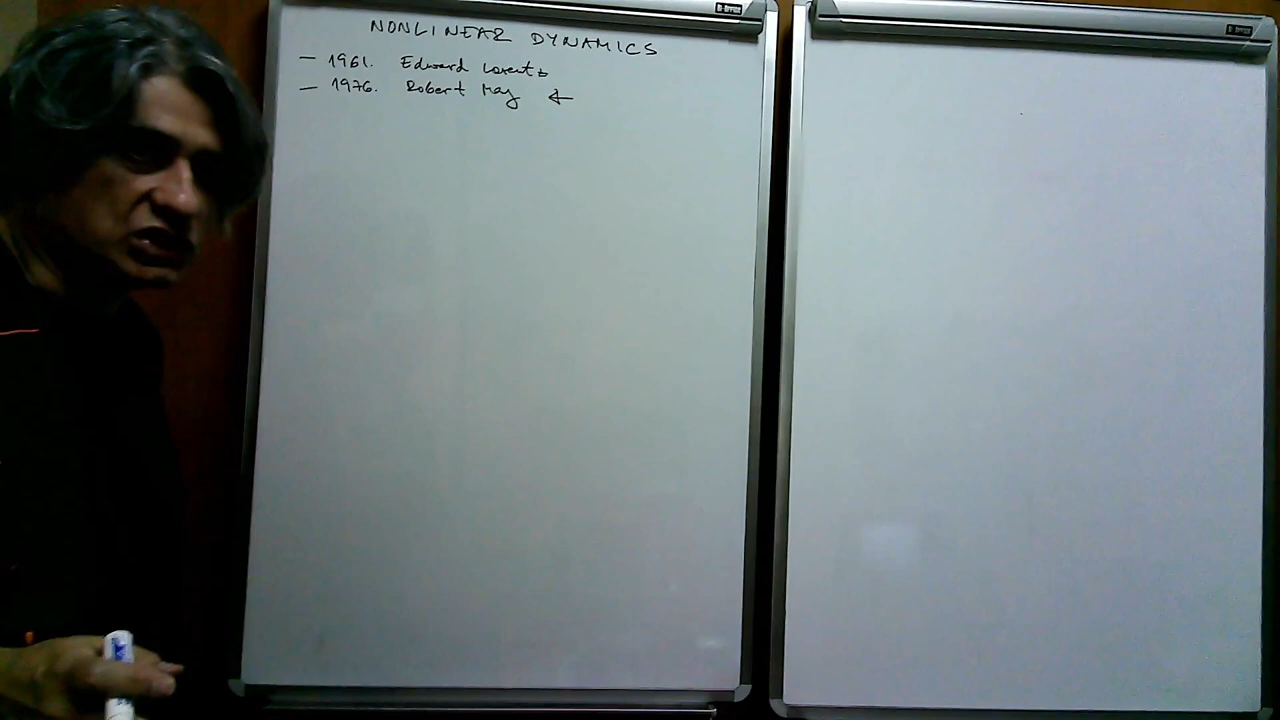 NONLINEAR DYNAMICS
— 1961. Edward Lorentz
— 1976. Robert May ←